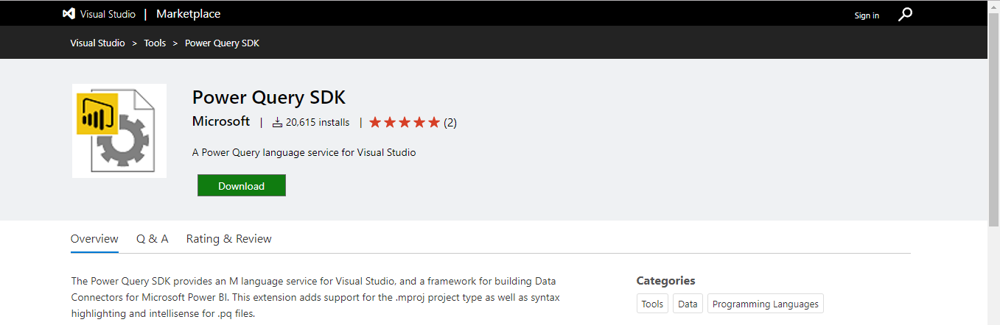 Visual Studio | Marketplace
Sign in
Visual Studio > Tools > Power Query SDK
Power Query SDK
Microsoft | 20,615 installs | (2)
A Power Query language service for Visual Studio
Download
Overview Q & A Rating & Review
The Power Query SDK provides an M language service for Visual Studio, and a framework for building Data
Connectors for Microsoft Power BI. This extension adds support for the .mproj project type as well as syntax
highlighting and intellisense for .pq files.
Categories
Tools Data Programming Languages